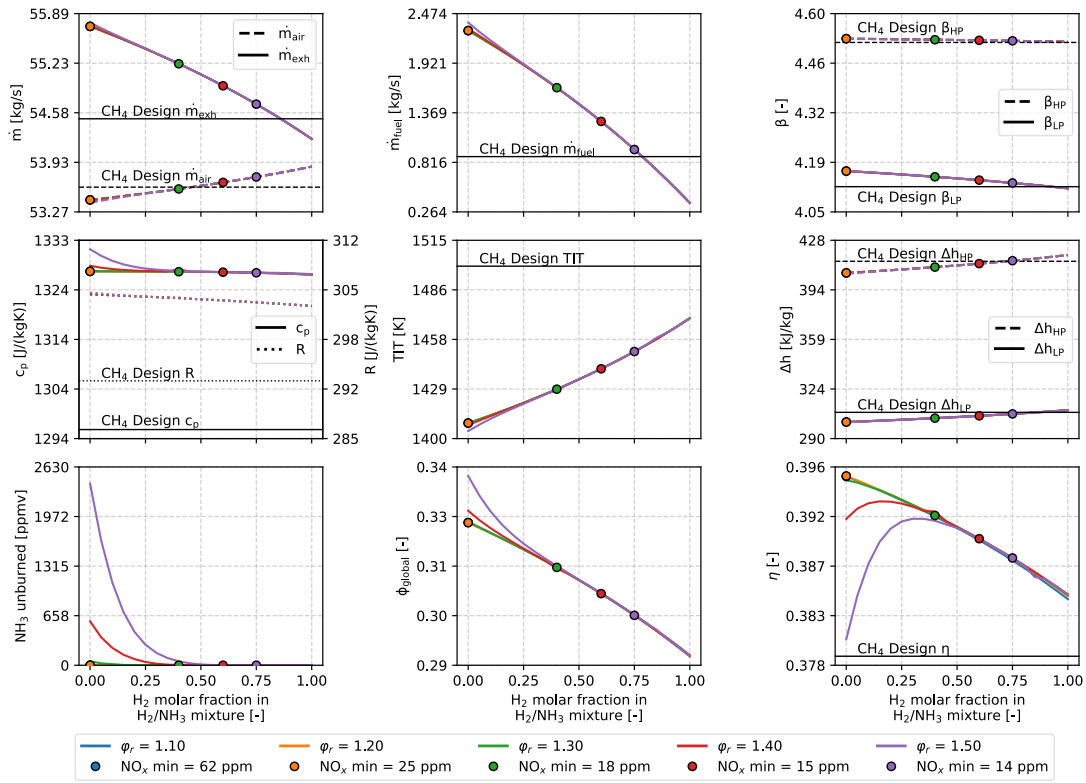 55.89
55.23
54.58
53.93
53.27
ṁ [kg/s]
ṁair
ṁexh
CH4 Design ṁexh
CH4 Design ṁair
2.474
1.921
1.369
0.816
0.264
ṁfuel [kg/s]
CH4 Design ṁfuel
4.60
4.46
4.32
4.19
4.05
β [-]
CH4 Design βHP
βHP
βLP
CH4 Design βLP
1333
1324
1314
1304
1294
cp [J/(kgK)]
cp
R
CH4 Design R
CH4 Design cp
312
305
298
292
285
R [J/(kgK)]
1515
1486
1458
1429
1400
TIT [K]
CH4 Design TIT
428
394
359
324
290
Δh [kJ/kg]
CH4 Design ΔhHP
ΔhHP
ΔhLP
CH4 Design ΔhLP
2630
1972
1315
658
0
NH3 unburned [ppmv]
0.00 0.25 0.50 0.75 1.00
H2 molar fraction in
H2/NH3 mixture [-]
0.34
0.33
0.31
0.30
0.29
ϕglobal [-]
0.00 0.25 0.50 0.75 1.00
H2 molar fraction in
H2/NH3 mixture [-]
0.396
0.392
0.387
0.383
0.378
η [-]
CH4 Design η
0.00 0.25 0.50 0.75 1.00
H2 molar fraction in
H2/NH3 mixture [-]
φr = 1.10 φr = 1.20 φr = 1.30 φr = 1.40 φr = 1.50
NOx min = 62 ppm NOx min = 25 ppm NOx min = 18 ppm NOx min = 15 ppm NOx min = 14 ppm